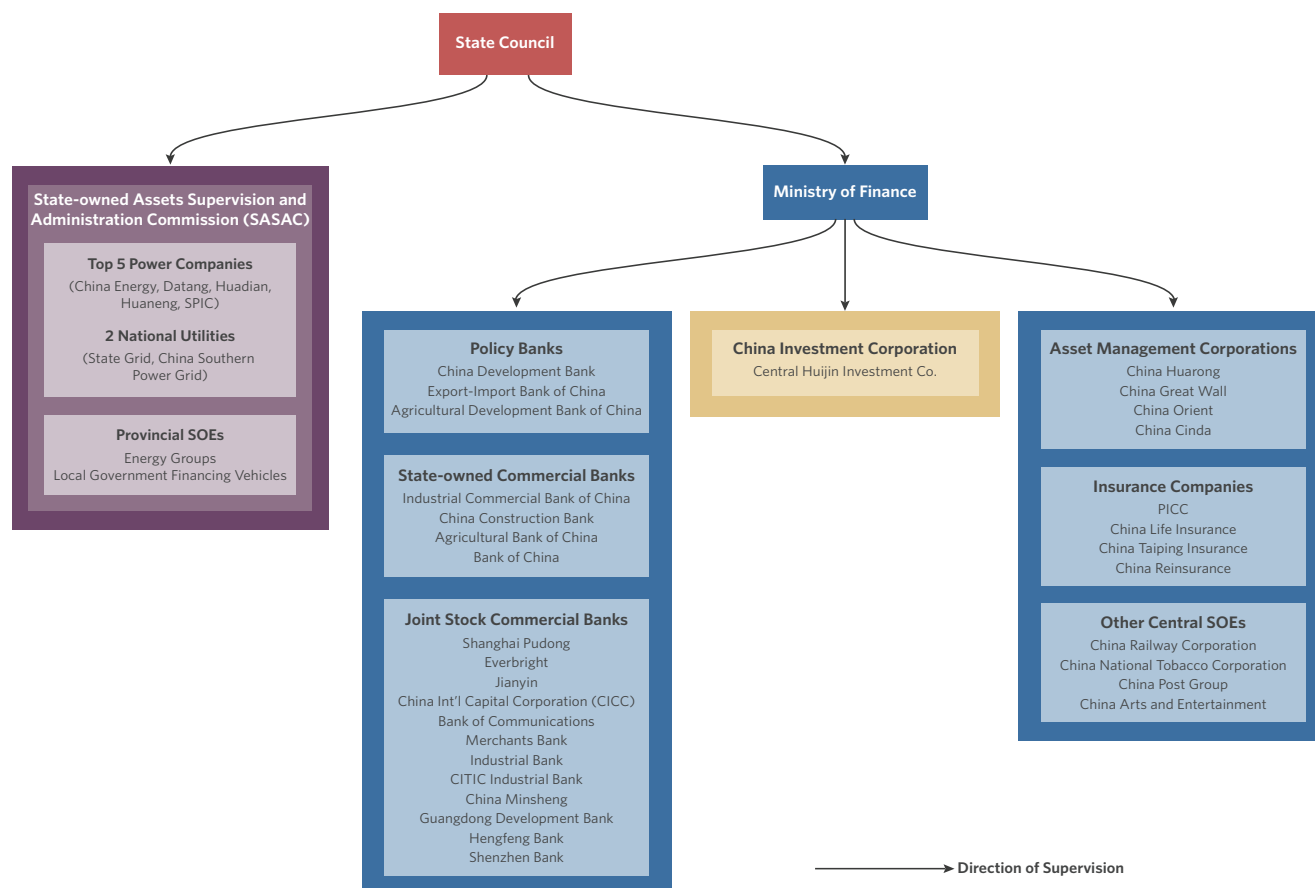 State Council
State-owned Assets Supervision and
Administration Commission (SASAC)
Top 5 Power Companies
(China Energy, Datang, Huadian,
Huaneng, SPIC)
2 National Utilities
(State Grid, China Southern
Power Grid)
Provincial SOEs
Energy Groups
Local Government Financing Vehicles
Ministry of Finance
Policy Banks
China Development Bank
Export-Import Bank of China
Agricultural Development Bank of China
State-owned Commercial Banks
Industrial Commercial Bank of China
China Construction Bank
Agricultural Bank of China
Bank of China
Joint Stock Commercial Banks
Shanghai Pudong
Everbright
Jianyin
China Int’l Capital Corporation (CICC)
Bank of Communications
Merchants Bank
Industrial Bank
CITIC Industrial Bank
China Minsheng
Guangdong Development Bank
Hengfeng Bank
Shenzhen Bank
China Investment Corporation
Central Huijin Investment Co.
Asset Management Corporations
China Huarong
China Great Wall
China Orient
China Cinda
Insurance Companies
PICC
China Life Insurance
China Taiping Insurance
China Reinsurance
Other Central SOEs
China Railway Corporation
China National Tobacco Corporation
China Post Group
China Arts and Entertainment
Direction of Supervision